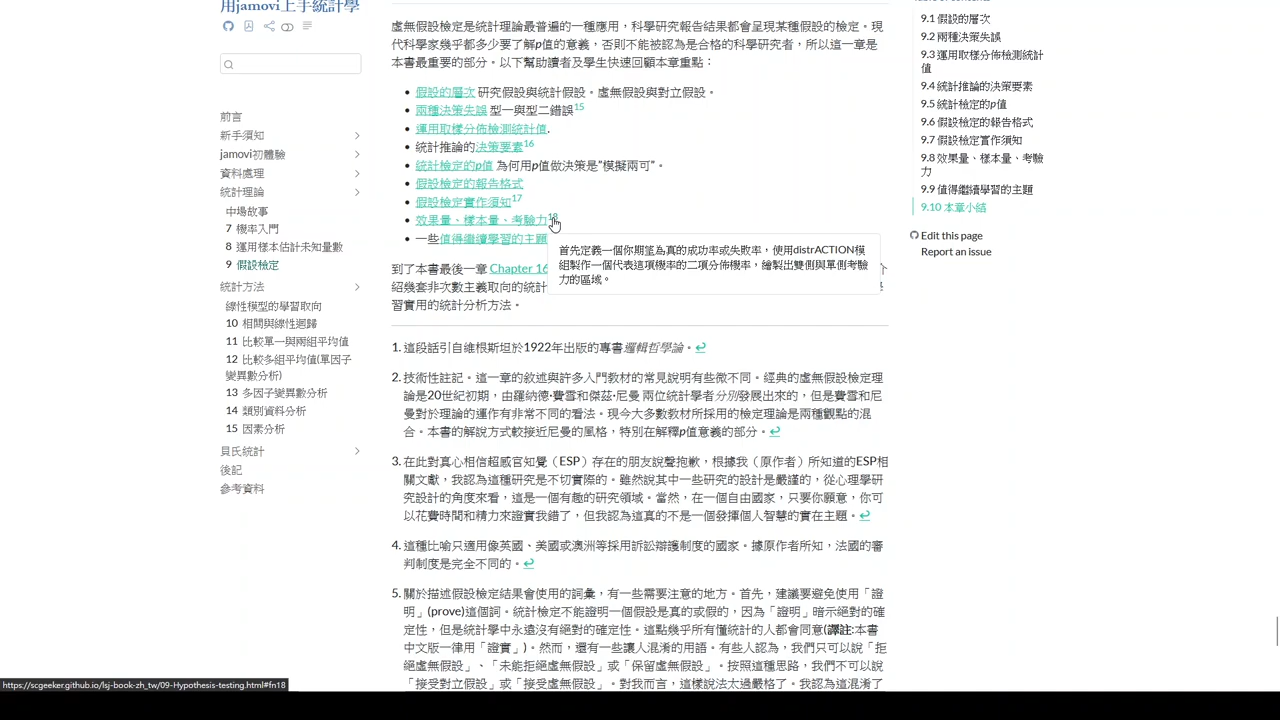 用jamovi上手統計學
前言
新手須知
jamovi初體驗
資料處理
統計理論
中場故事
7 機率入門
8 運用樣本估計未知量數
9 假設檢定
統計方法
線性模型的學習取向
10 相關與線性迴歸
11 比較單一與兩組平均值
12 比較多組平均值(單因子
變異數分析)
13 多因子變異數分析
14 類別資料分析
15 因素分析
貝氏統計
後記
參考資料
虛無假設檢定是統計理論最普遍的一種應用，科學研究報告結果都會呈現某種假設的檢定。現
代科學家幾乎都多少要了解p值的意義，否則不能被認為是合格的科學研究者，所以這一章是
本書最重要的部分。以下幫助讀者及學生快速回顧本章重點：
• 假設的層次 研究假設與統計假設。虛無假設與對立假設。
• 兩種決策失誤 型一與型二錯誤15
• 運用取樣分佈檢測統計值.
• 統計推論的決策要素16
• 統計檢定的p值 為何用p值做決策是"模擬兩可"。
• 假設檢定的報告格式
• 假設檢定實作須知17
• 效果量、樣本量、考驗力18
• 一些值得繼續學習的主題
首先定義一個你期望為真的成功率或失敗率，使用distrACTION模
組製作一個代表這項機率的二項分佈機率，繪製出雙側與單側考驗
力的區域。
到了本書最後一章 Chapter 16
紹幾套非次數主義取向的統計
習實用的統計分析方法。
1. 這段話引自維根斯坦於1922年出版的專書邏輯哲學論。↩
2. 技術性註記。這一章的敘述與許多入門教材的常見說明有些微不同。經典的虛無假設檢定理
論是20世紀初期，由羅納德·費雪和傑茲·尼曼 兩位統計學者分別發展出來的，但是費雪和尼
曼對於理論的運作有非常不同的看法。現今大多數教材所採用的檢定理論是兩種觀點的混
合。本書的解說方式較接近尼曼的風格，特別在解釋p值意義的部分。↩
3. 在此對真心相信超感官知覺（ESP）存在的朋友說聲抱歉，根據我（原作者）所知道的ESP相
關文獻，我認為這種研究是不切實際的。雖然說其中一些研究的設計是嚴謹的，從心理學研
究設計的角度來看，這是一個有趣的研究領域。當然，在一個自由國家，只要你願意，你可
以花費時間和精力來證實我錯了，但我認為這真的不是一個發揮個人智慧的實在主題。↩
4. 這種比喻只適用像英國、美國或澳洲等採用訴訟辯護制度的國家。據原作者所知，法國的審
判制度是完全不同的。↩
5. 關於描述假設檢定結果會使用的詞彙，有一些需要注意的地方。首先，建議要避免使用「證
明」(prove)這個詞。統計檢定不能證明一個假設是真的或假的，因為「證明」暗示絕對的確
定性，但是統計學中永遠沒有絕對的確定性。這點幾乎所有懂統計的人都會同意(譯註:本書
中文版一律用「證實」)。然而，還有一些讓人混淆的用語。有些人認為，我們只可以說「拒
絕虛無假設」、「未能拒絕虛無假設」或「保留虛無假設」。按照這種思路，我們不可以說
「接受對立假設」或「接受虛無假設」。對我而言，這樣說法太過嚴格了。我認為這混淆了
9.1 假設的層次
9.2 兩種決策失誤
9.3 運用取樣分佈檢測統計
值
9.4 統計推論的決策要素
9.5 統計檢定的p值
9.6 假設檢定的報告格式
9.7 假設檢定實作須知
9.8 效果量、樣本量、考驗
力
9.9 值得繼續學習的主題
9.10 本章小結
Edit this page
Report an issue
https://scgeeker.github.io/lsj-book-zh_tw/09-Hypothesis-testing.html#fn18